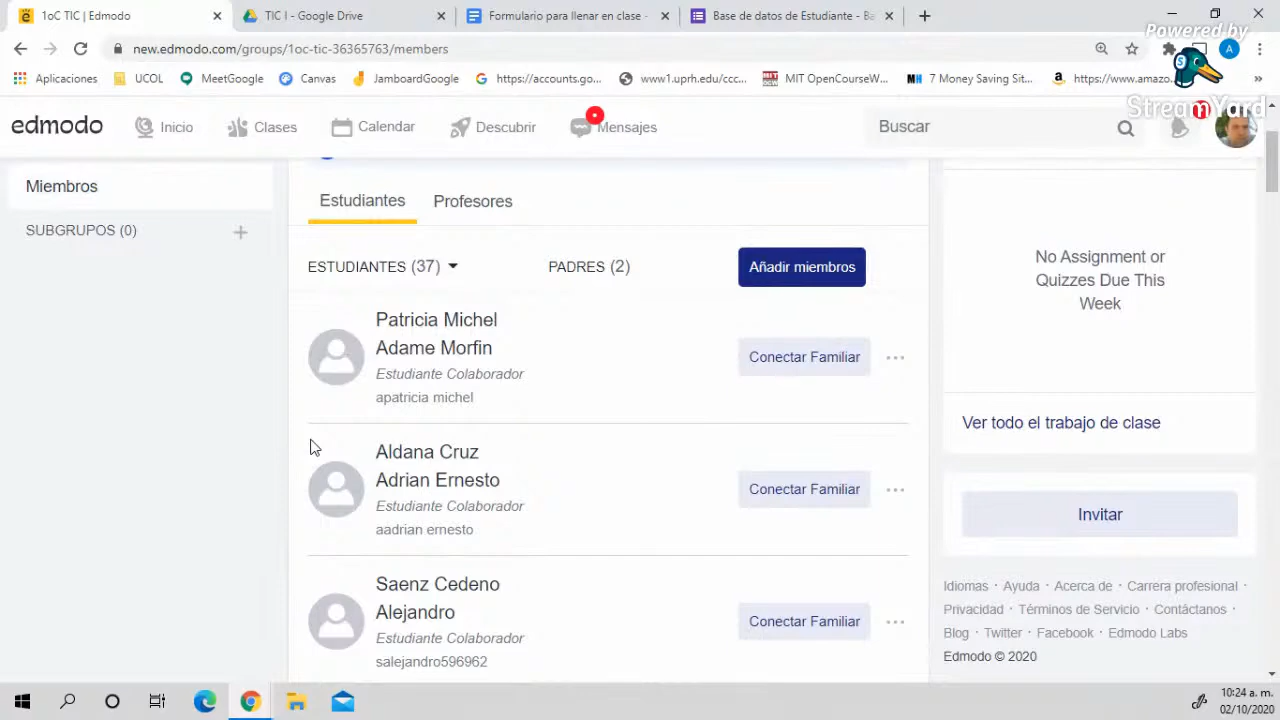 1oC TIC | Edmodo
TIC I - Google Drive
Formulario para llenar en clase -
Base de datos de Estudiante - Ba
Powered by
StreamYard
new.edmodo.com/groups/1oc-tic-36365763/members
A
Aplicaciones
UCOL
MeetGoogle
Canvas
JamboardGoogle
https://accounts.go...
www1.uprh.edu/ccc...
MIT OpenCourseW...
7 Money Saving Sit...
https://www.amazo
edmodo
Inicio
Clases
Calendar
Descubrir
Mensajes
Buscar
Miembros
SUBGRUPOS (0)
Estudiantes
Profesores
ESTUDIANTES (37)
PADRES (2)
Añadir miembros
Patricia Michel
Adame Morfin
Estudiante Colaborador
apatricia michel
Conectar Familiar
Aldana Cruz
Adrian Ernesto
Estudiante Colaborador
aadrian ernesto
Conectar Familiar
Saenz Cedeno
Alejandro
Estudiante Colaborador
salejandro596962
Conectar Familiar
No Assignment or
Quizzes Due This
Week
Ver todo el trabajo de clase
Invitar
Idiomas · Ayuda · Acerca de · Carrera profesional ·
Privacidad · Términos de Servicio · Contáctanos ·
Blog · Twitter · Facebook · Edmodo Labs
Edmodo © 2020
10:24 a. m.
02/10/2020